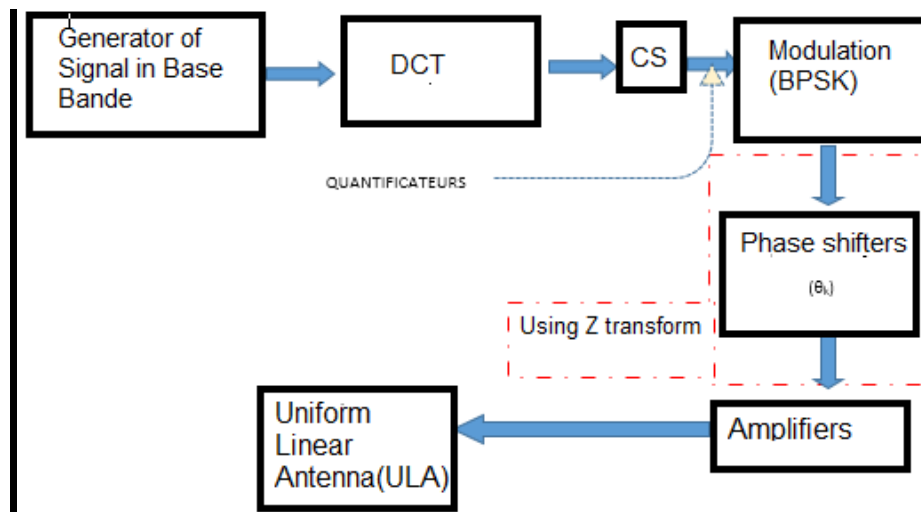 Generator of
Signal in Base
Bande
DCT
CS
Modulation
(BPSK)
QUANTIFICATEURS
Phase shifters
(θₖ)
Using Z transform
Uniform
Linear
Antenna(ULA)
Amplifiers